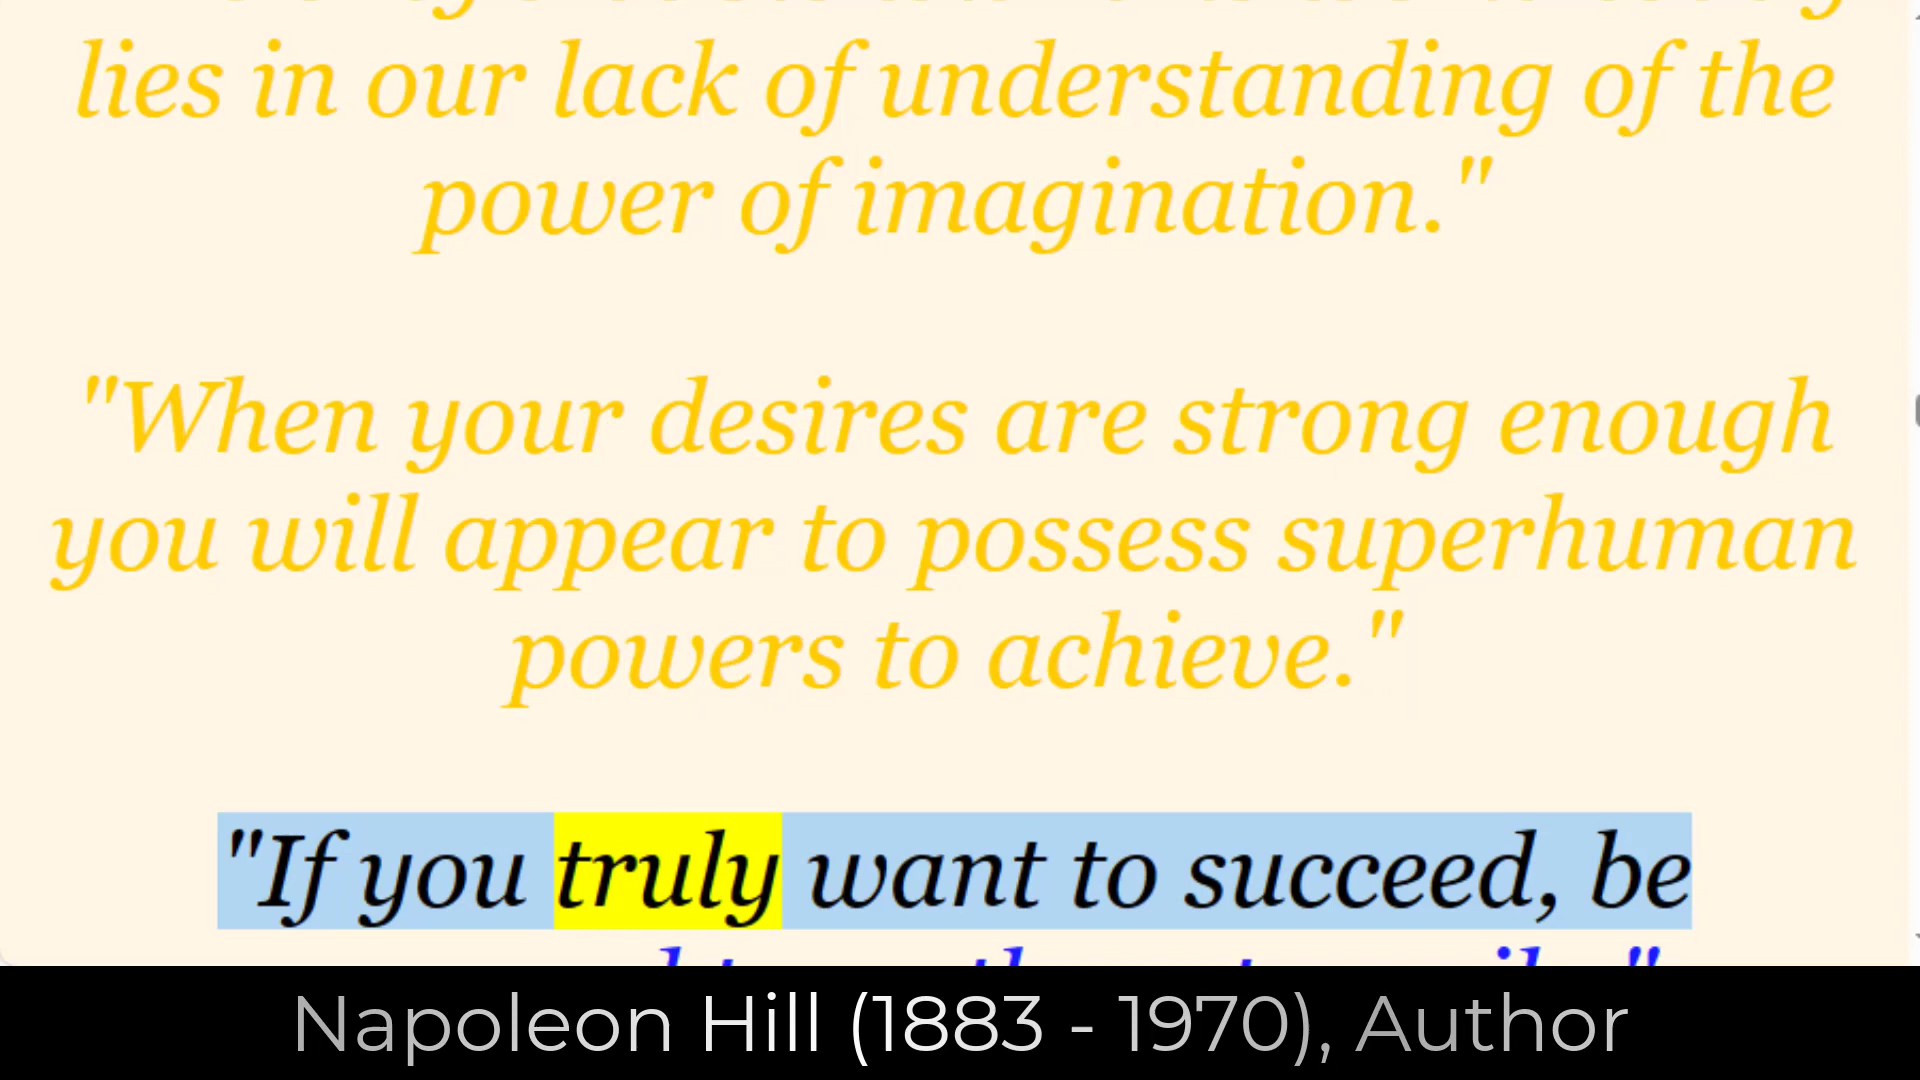 lies in our lack of understanding of the
power of imagination."
"When your desires are strong enough
you will appear to possess superhuman
powers to achieve."
"If you truly want to succeed, be
Napoleon Hill (1883 - 1970), Author